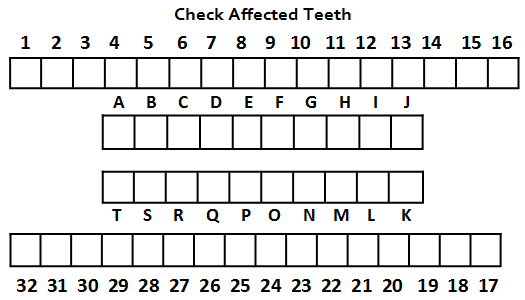 Check Affected Teeth
1 2 3 4 5 6 7 8 9 10 11 12 13 14 15 16
A B C D E F G H I J
T S R Q P O N M L K
32 31 30 29 28 27 26 25 24 23 22 21 20 19 18 17